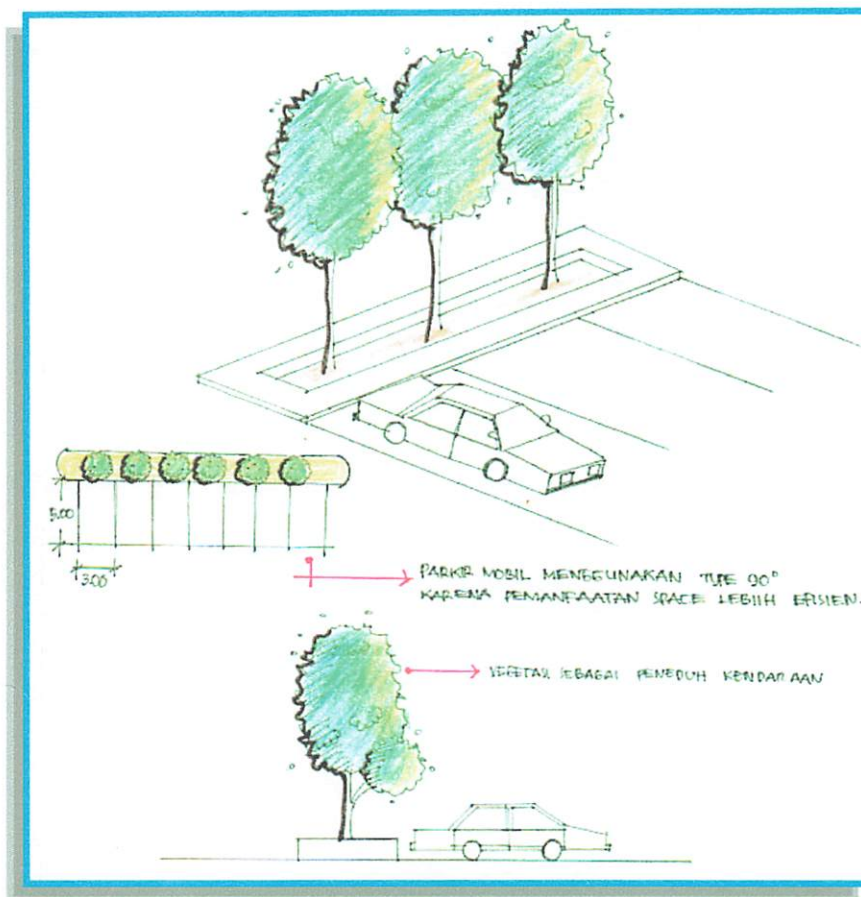 5.00
3.00
PARKIR MOBIL MENGGUNAKAN TYPE 90°
KARENA PEMANFAATAN SPACE LEBIH EFISIEN.
VEGETASI SEBAGAI PENEDUH KENDARAAN